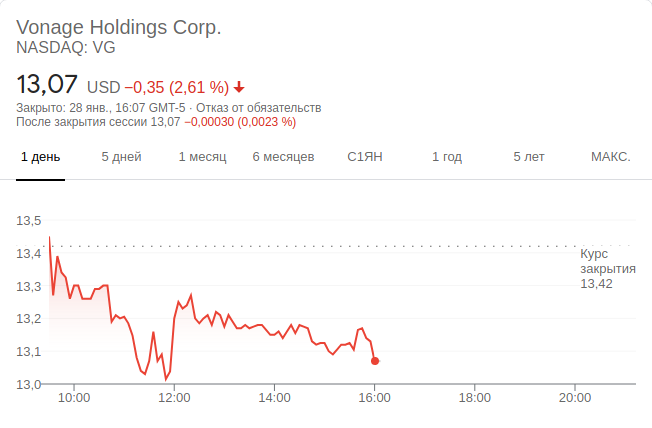 Vonage Holdings Corp.
NASDAQ: VG
13,07 USD −0,35 (2,61 %)
Закрыто: 28 янв., 16:07 GMT-5 · Отказ от обязательств
После закрытия сессии 13,07 −0,00030 (0,0023 %)
1 день 5 дней 1 месяц 6 месяцев С1ЯН 1 год 5 лет МАКС.
13,5
13,4
13,3
13,2
13,1
13,0
Курс
закрытия
13,42
10:00 12:00 14:00 16:00 18:00 20:00